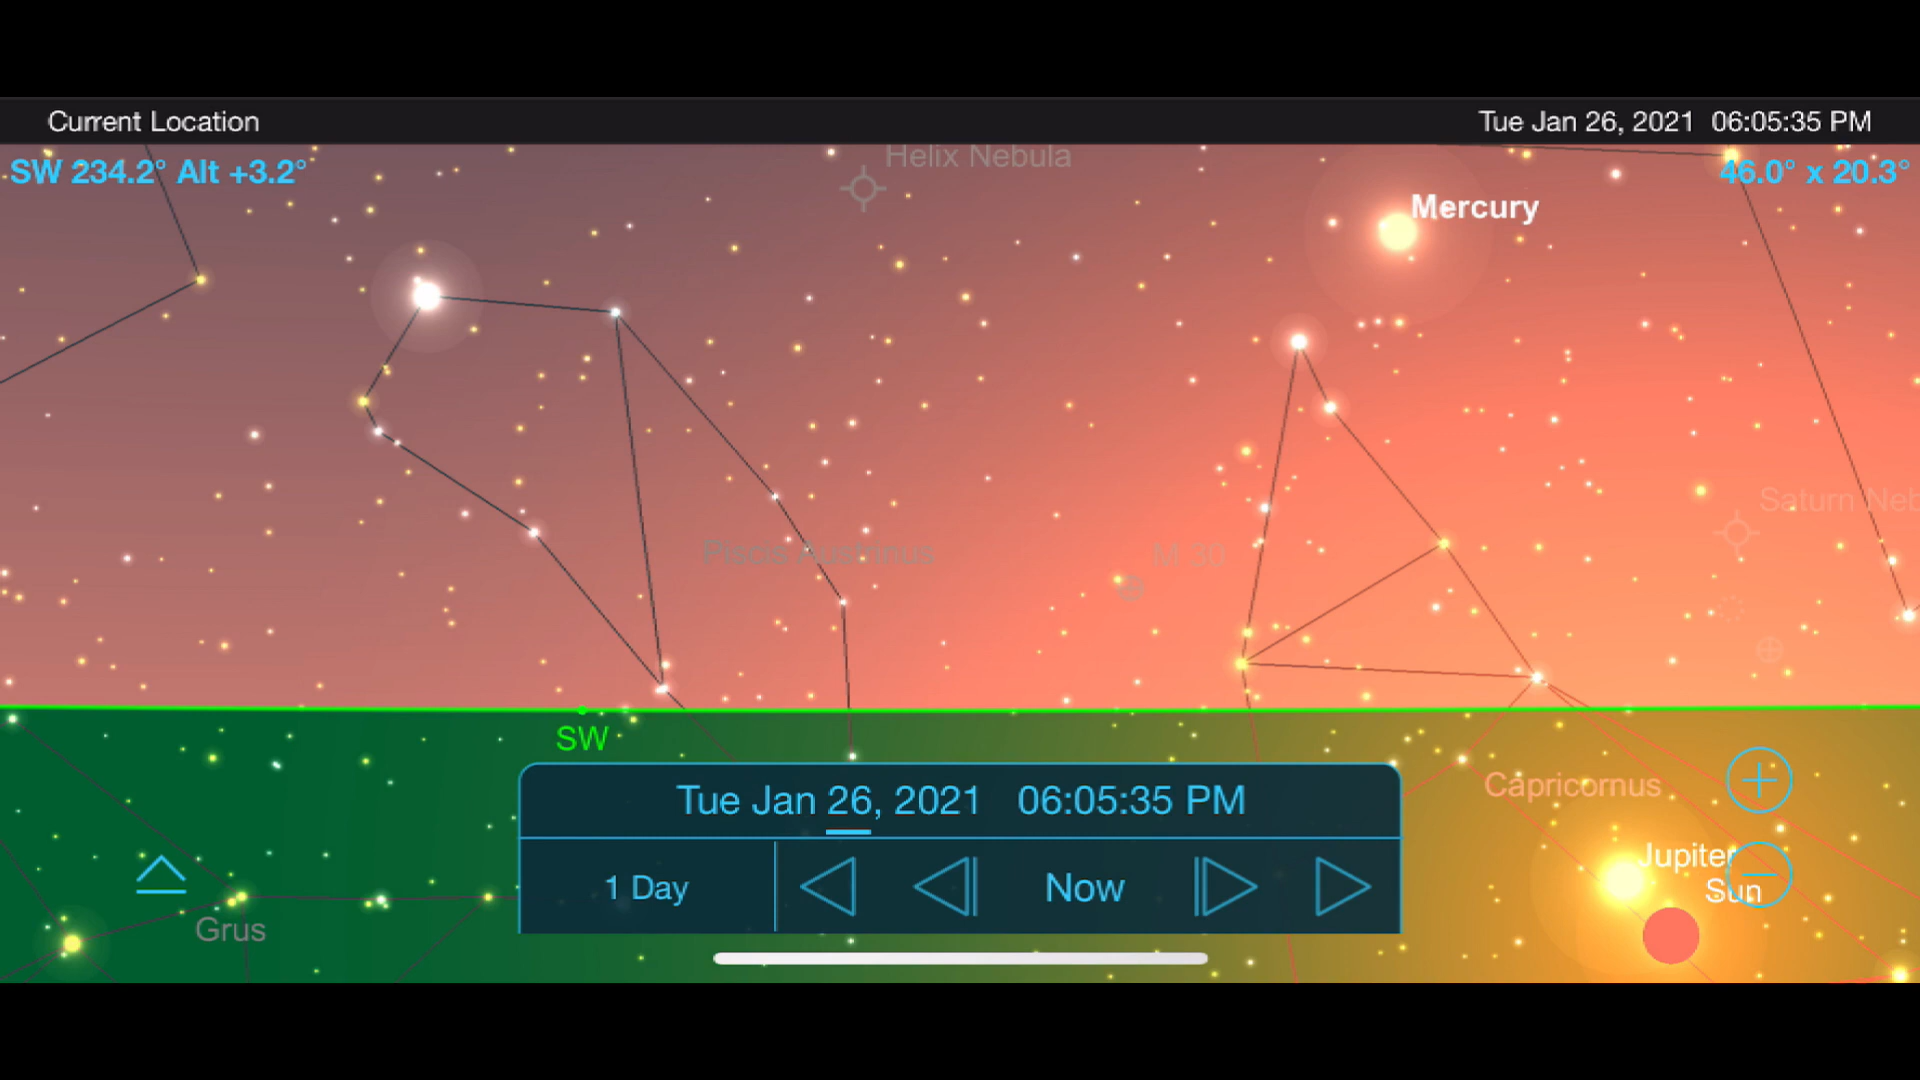 Current Location
Tue Jan 26, 2021 06:05:35 PM
SW 234.2° Alt +3.2°
46.0° x 20.3°
Helix Nebula
Mercury
Saturn Neb
Piscis Austrinus
M 30
SW
Capricornus
Tue Jan 26, 2021 06:05:35 PM
Jupiter
Sun
1 Day
Now
Grus